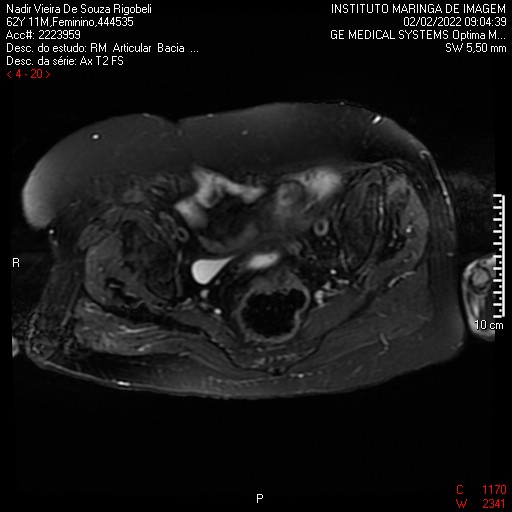 Nadir Vieira De Souza Rigobeli
62Y 11M,Feminino,444535
Acc#: 2223959
Desc. do estudo: RM Articular Bacia ...
Desc. da série: Ax T2 FS
< 4 - 20 >
INSTITUTO MARINGA DE IMAGEM
02/02/2022 09:04:39
GE MEDICAL SYSTEMS Optima M...
SW 5,50 mm
R
10 cm
P
C 1170
W 2341